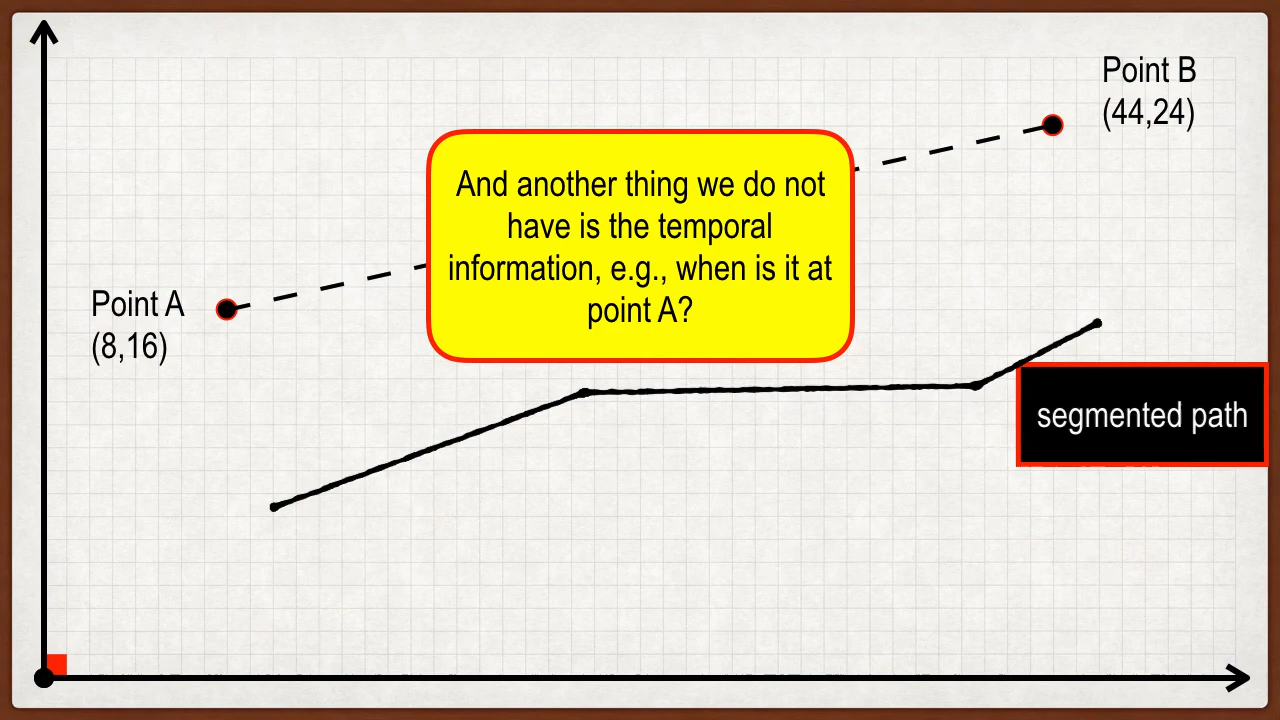 Point B
(44,24)
And another thing we do not
have is the temporal
information, e.g., when is it at
point A?
Point A
(8,16)
segmented path